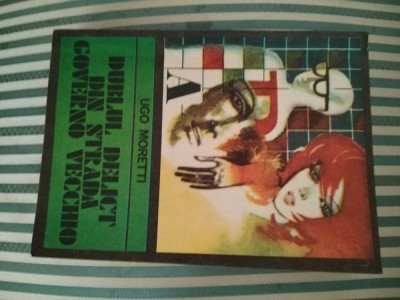 UGO MORETTI
DUBLUL DELICT
DIN STRADA
GOVERNO VECCHIO
A